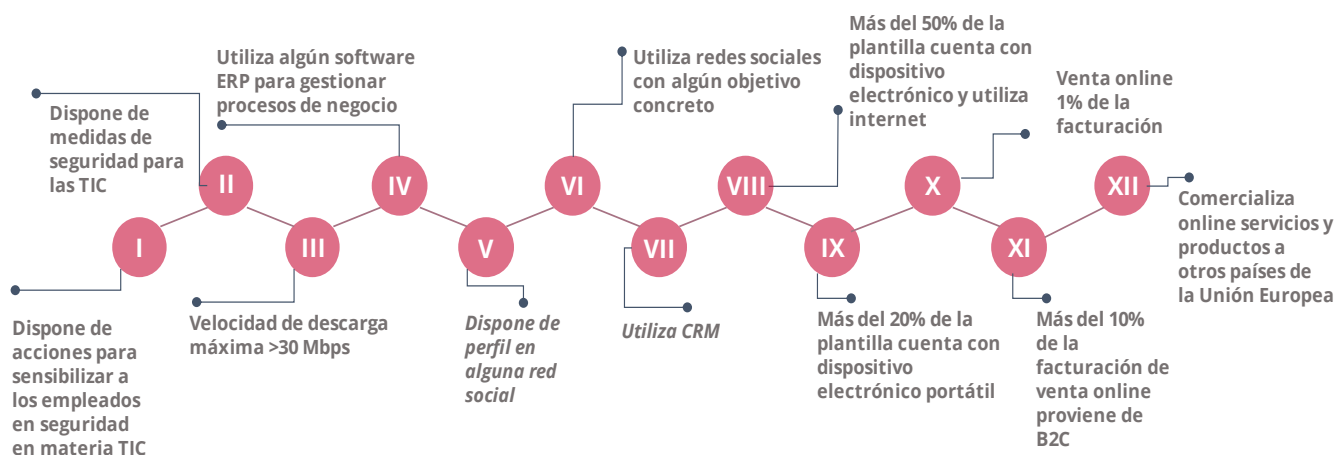 I
Dispone de
acciones para
sensibilizar a
los empleados
en seguridad
en materia TIC
II
Dispone de
medidas de
seguridad para
las TIC
III
Velocidad de descarga
máxima >30 Mbps
IV
Utiliza algún software
ERP para gestionar
procesos de negocio
V
Dispone de
perfil en
alguna red
social
VI
Utiliza redes sociales
con algún objetivo
concreto
VII
Utiliza CRM
VIII
Más del 50% de la
plantilla cuenta con
dispositivo
electrónico y utiliza
internet
IX
Más del 20% de la
plantilla cuenta con
dispositivo
electrónico portátil
X
Venta online
1% de la
facturación
XI
Más del 10%
de la
facturación de
venta online
proviene de
B2C
XII
Comercializa
online servicios y
productos a
otros países de
la Unión Europea